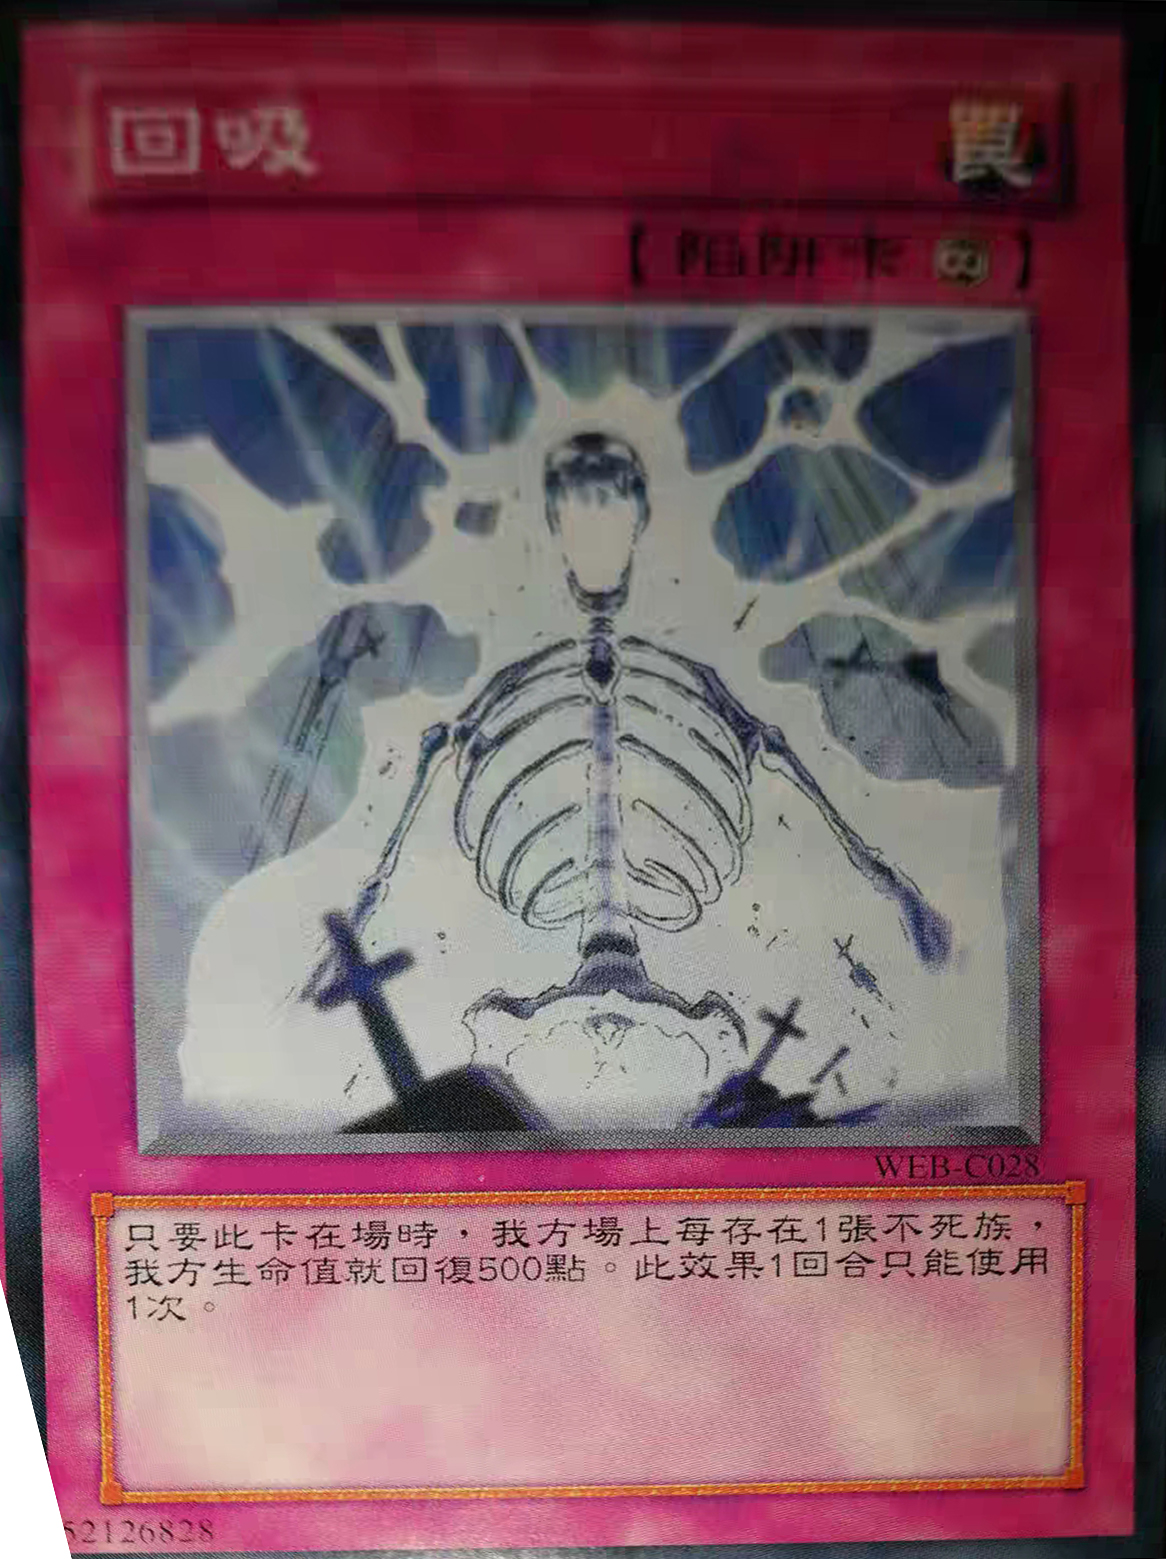 回吸
罠
【陷阱卡∞】
WEB-C028
只要此卡在場時，我方場上每存在1張不死族，
我方生命值就回復500點。此效果1回合只能使用
1次。
52126828